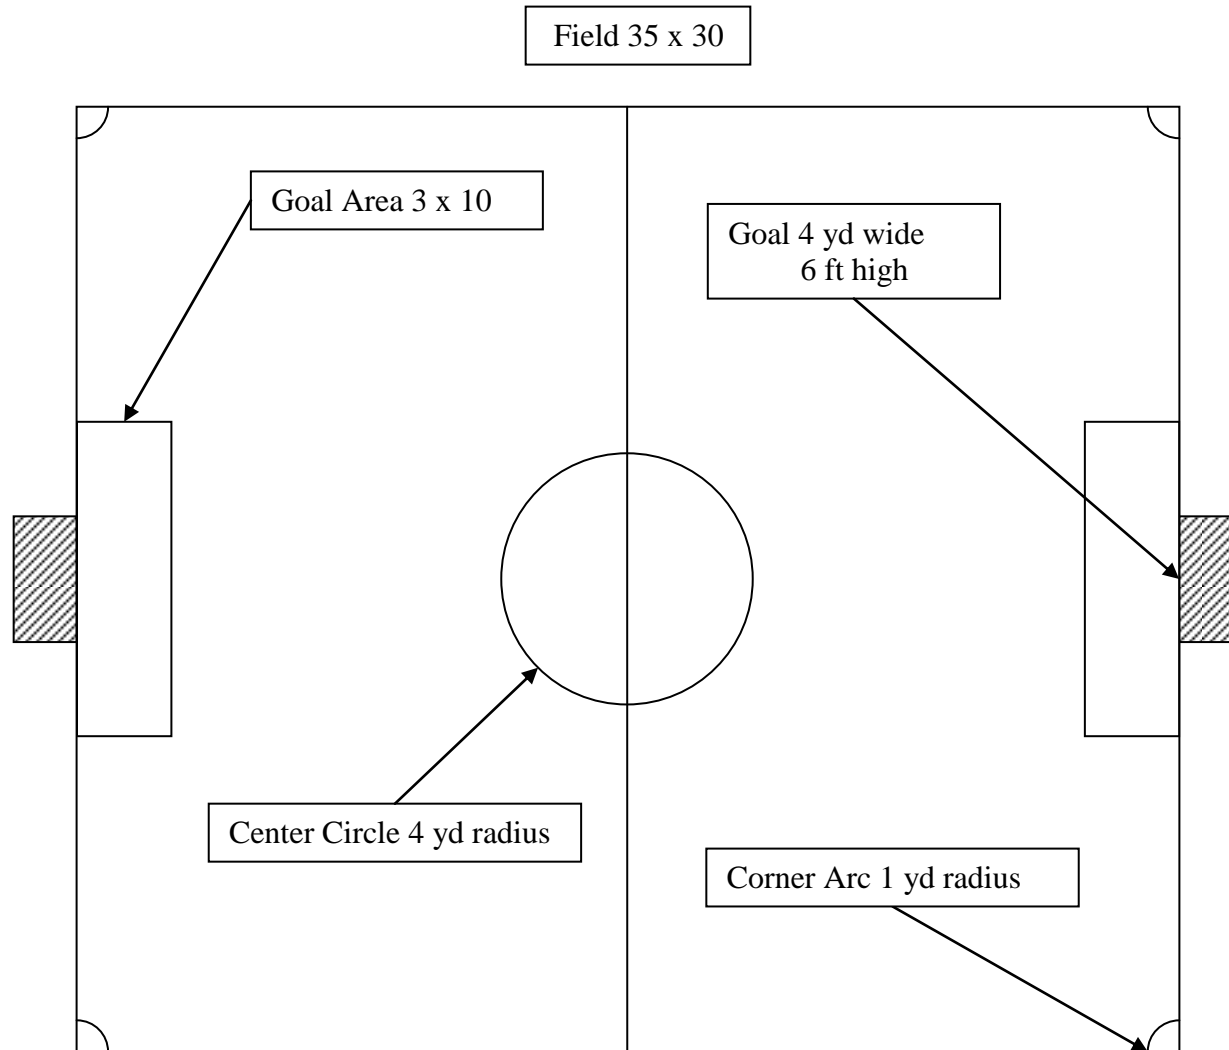 Field 35 x 30
Goal Area 3 x 10
Goal 4 yd wide
6 ft high
Center Circle 4 yd radius
Corner Arc 1 yd radius